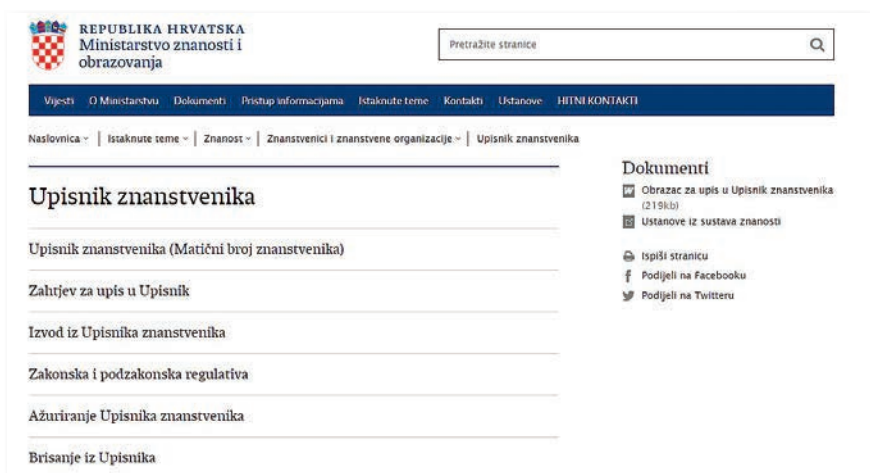 REPUBLIKA HRVATSKA
Ministarstvo znanosti i
obrazovanja
Pretražite stranice
Vijesti O Ministarstvu Dokumenti Pristup informacijama Istaknute teme Kontakti Ustanove HITNI KONTAKTI
Naslovnica | Istaknute teme | Znanost | Znanstvenici i znanstvene organizacije | Upisnik znanstvenika
Upisnik znanstvenika
Upisnik znanstvenika (Matični broj znanstvenika)
Zahtjev za upis u Upisnik
Izvod iz Upisnika znanstvenika
Zakonska i podzakonska regulativa
Ažuriranje Upisnika znanstvenika
Brisanje iz Upisnika
Dokumenti
Obrazac za upis u Upisnik znanstvenika
(219kb)
Ustanove iz sustava znanosti
Ispiši stranicu
Podijeli na Facebooku
Podijeli na Twitteru